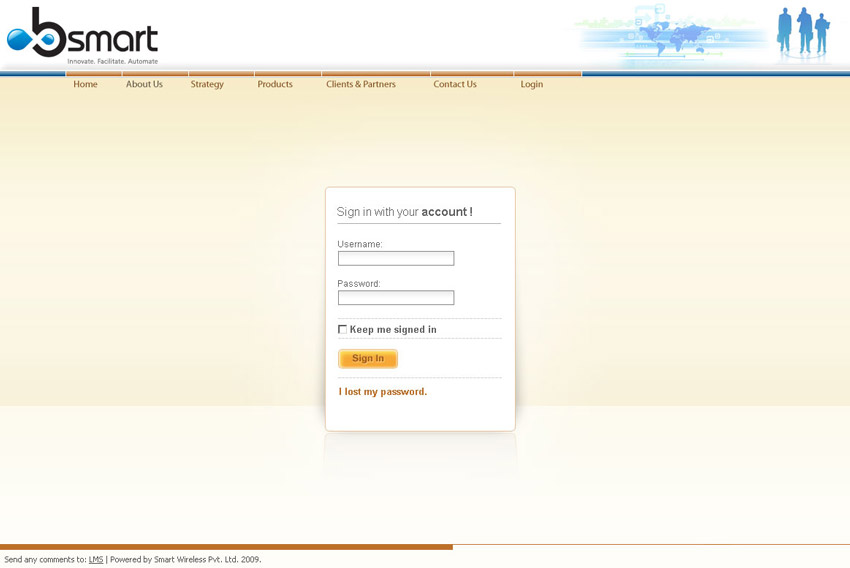 bsmart
Innovate. Facilitate. Automate
Home About Us Strategy Products Clients & Partners Contact Us Login
Sign in with your account !
Username:
Password:
Keep me signed in
Sign In
I lost my password.
Send any comments to: LMS | Powered by Smart Wireless Pvt. Ltd. 2009.